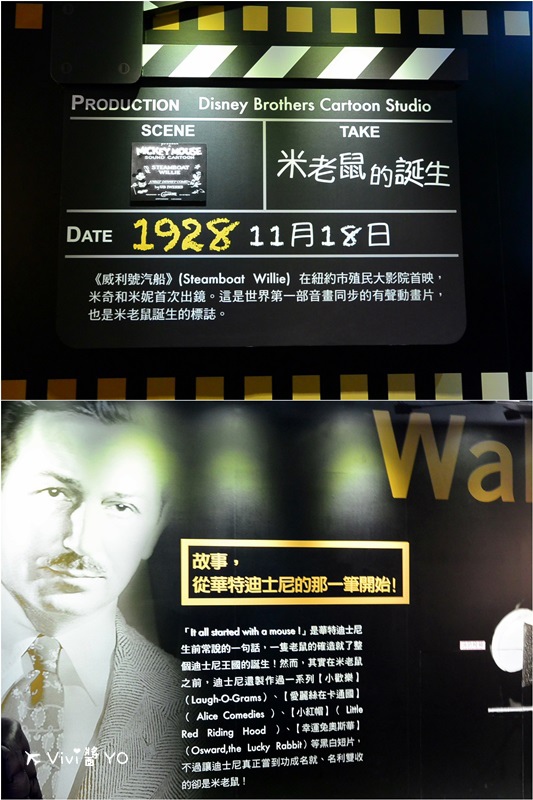 PRODUCTION Disney Brothers Cartoon Studio
SCENE
TAKE
MICKEY MOUSE
SOUND CARTOON
STEAMBOAT
WILLIE
米老鼠的誕生
DATE 1928 11月18日
《威利號汽船》(Steamboat Willie) 在紐約市殖民大影院首映，
米奇和米妮首次出鏡。這是世界第一部音畫同步的有聲動畫片，
也是米老鼠誕生的標誌。
Wal
故事，
從華特迪士尼的那一筆開始！
「It all started with a mouse！」是華特迪士尼
生前常說的一句話，一隻老鼠的確造就了整
個迪士尼王國的誕生！然而，其實在米老鼠
之前，迪士尼還製作過一系列【小歡樂】
（Laugh-O-Grams）、【愛麗絲在卡通國】
（ Alice Comedies ）、【小紅帽】（ Little
Red Riding Hood ）、【幸運兔奧斯華】
（Osward,the Lucky Rabbit）等黑白短片，
不過讓迪士尼真正當到功成名就、名利雙收
的卻是米老鼠！
Vivi醬YO